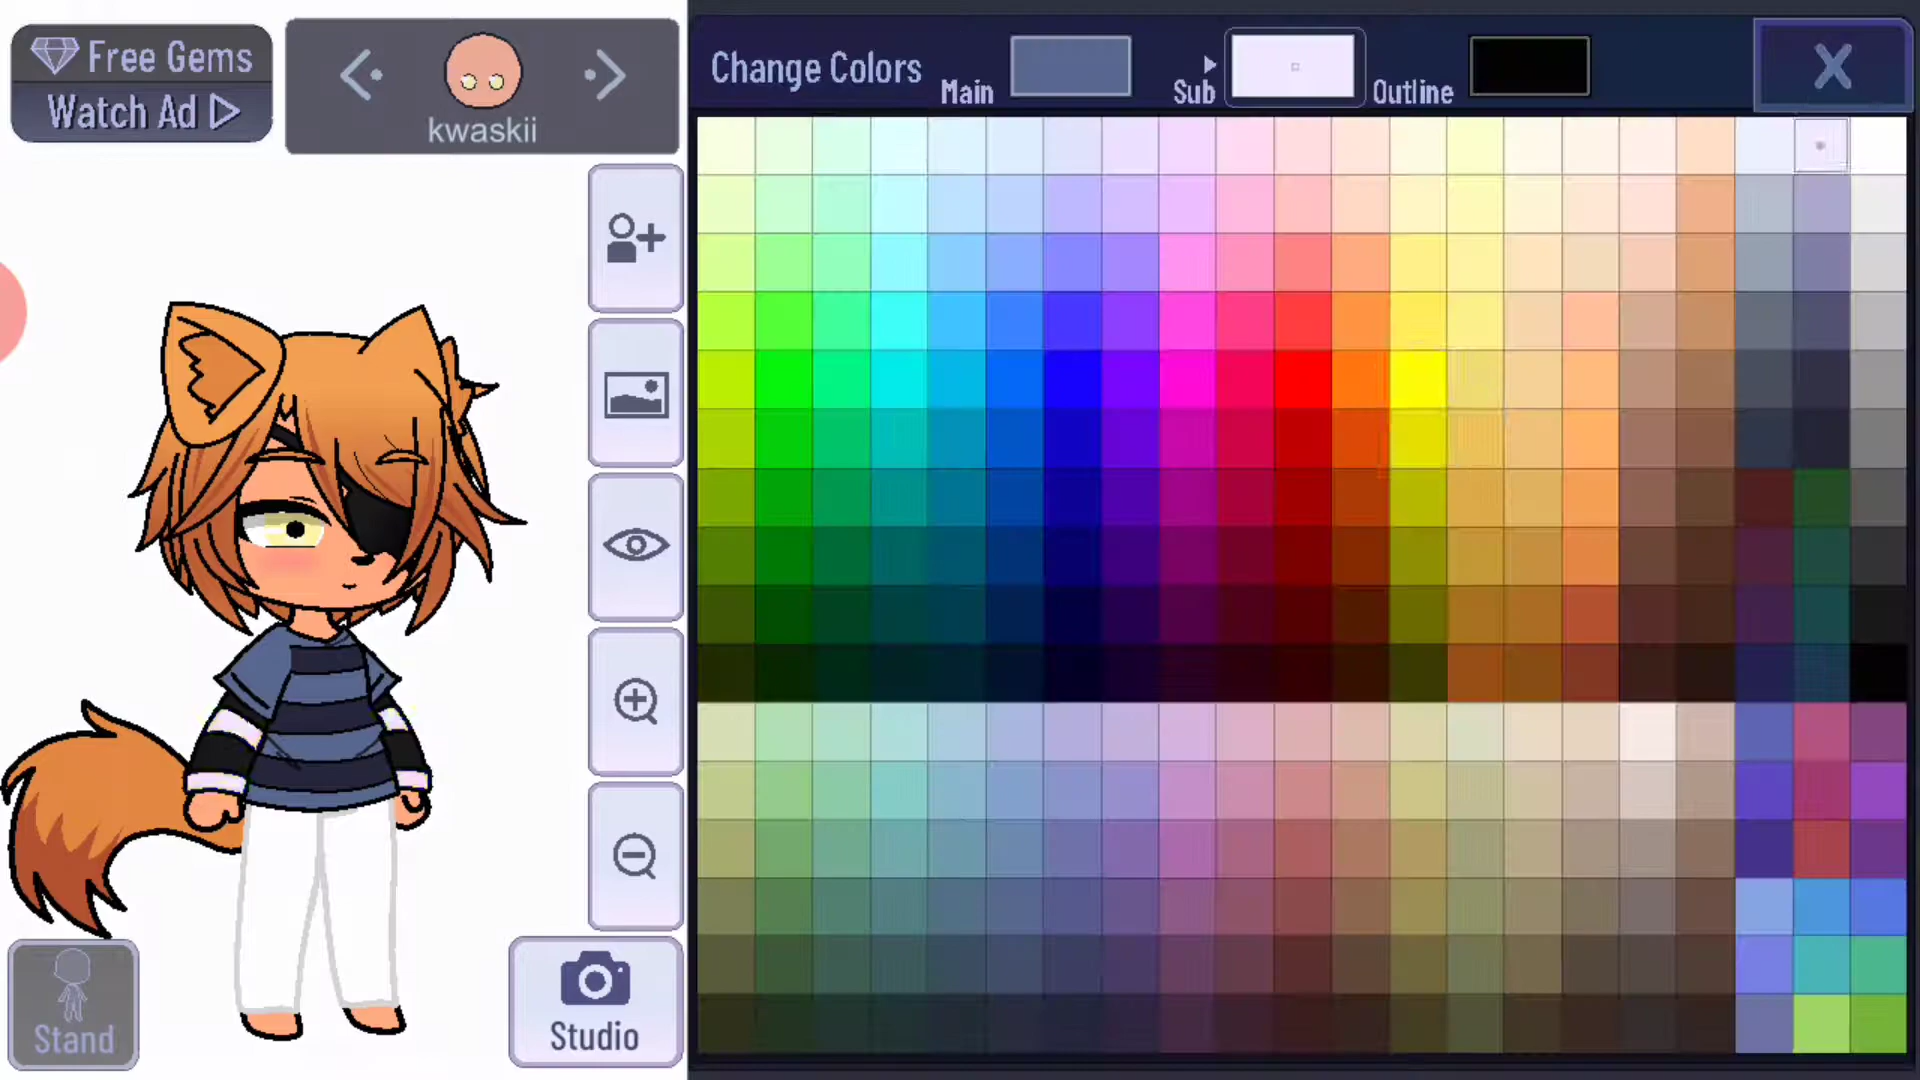 Free Gems
Watch Ad
kwaskii
Change Colors
Main
Sub
Outline
X
Stand
Studio